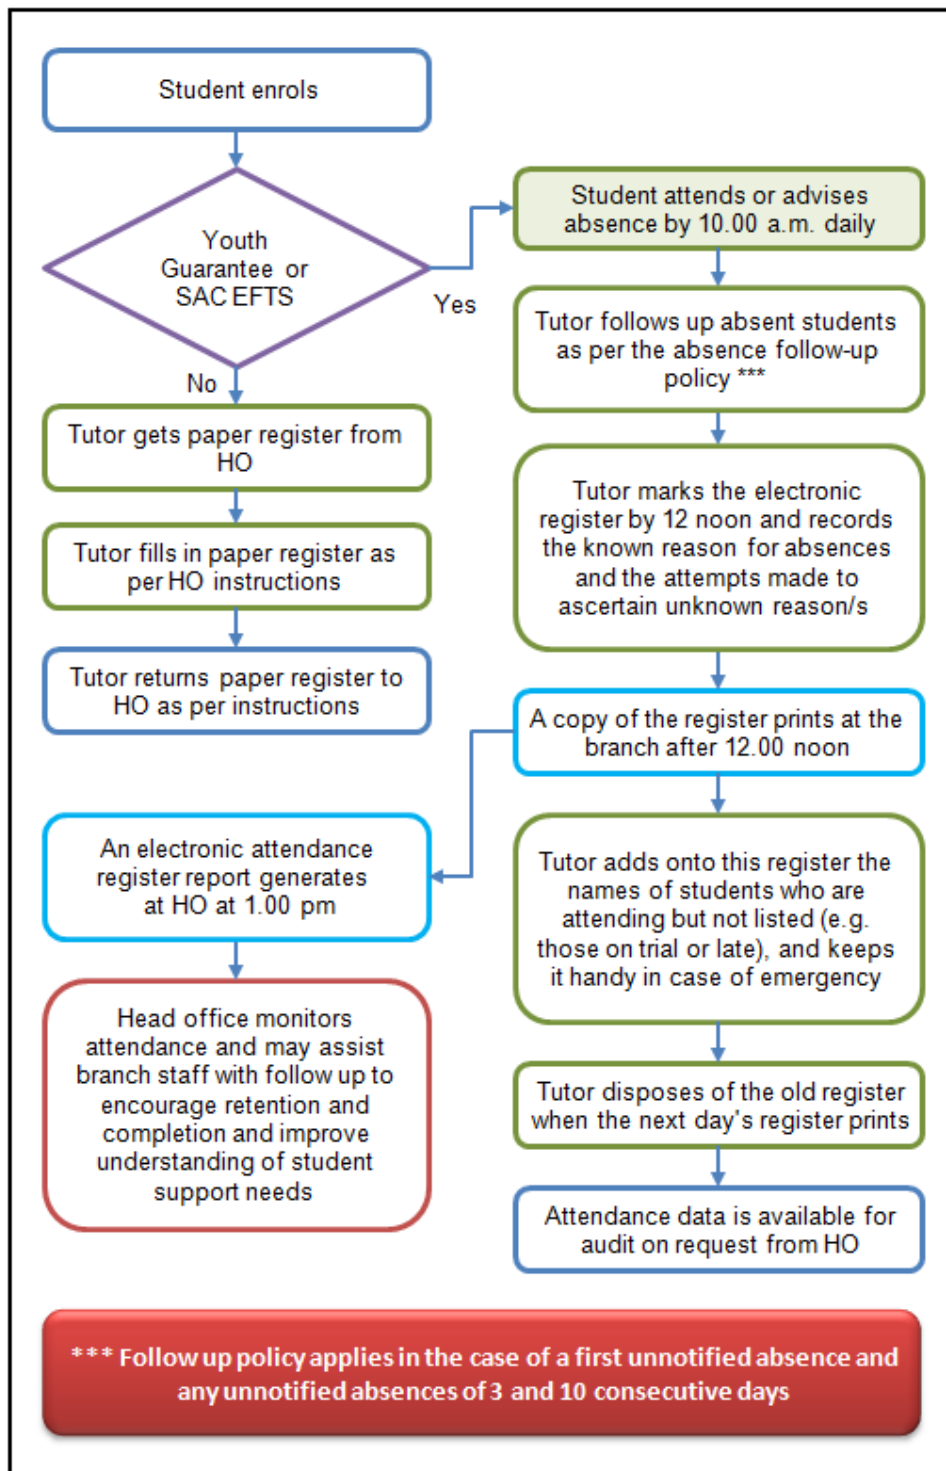 Student enrols
Youth
Guarantee or
SAC EFTS
Yes
No
Tutor gets paper register from
HO
Tutor fills in paper register as
per HO instructions
Tutor returns paper register to
HO as per instructions
Student attends or advises
absence by 10.00 a.m. daily
Tutor follows up absent students
as per the absence follow-up
policy ***
Tutor marks the electronic
register by 12 noon and records
the known reason for absences
and the attempts made to
ascertain unknown reason/s
A copy of the register prints at the
branch after 12.00 noon
An electronic attendance
register report generates
at HO at 1.00 pm
Head office monitors
attendance and may assist
branch staff with follow up to
encourage retention and
completion and improve
understanding of student
support needs
Tutor adds onto this register the
names of students who are
attending but not listed (e.g.
those on trial or late), and keeps
it handy in case of emergency
Tutor disposes of the old register
when the next day's register prints
Attendance data is available for
audit on request from HO
*** Follow up policy applies in the case of a first unnotified absence and
any unnotified absences of 3 and 10 consecutive days